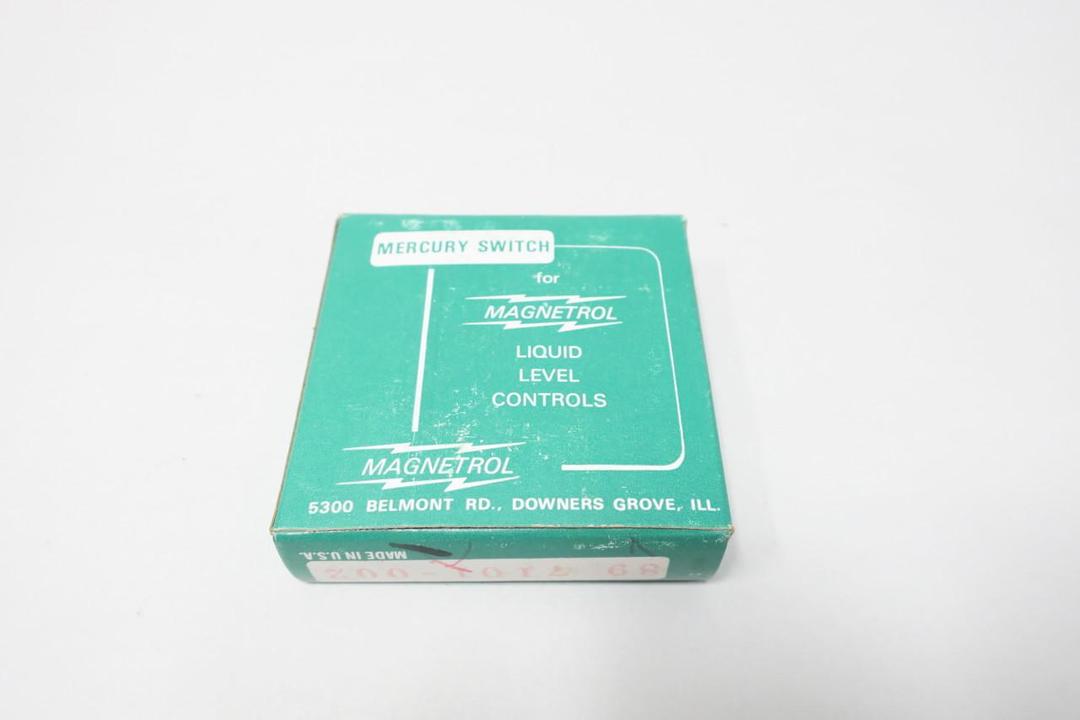 MERCURY SWITCH
for
MAGNETROL
LIQUID
LEVEL
CONTROLS
MAGNETROL
5300 BELMONT RD., DOWNERS GROVE, ILL.
MADE IN U.S.A.